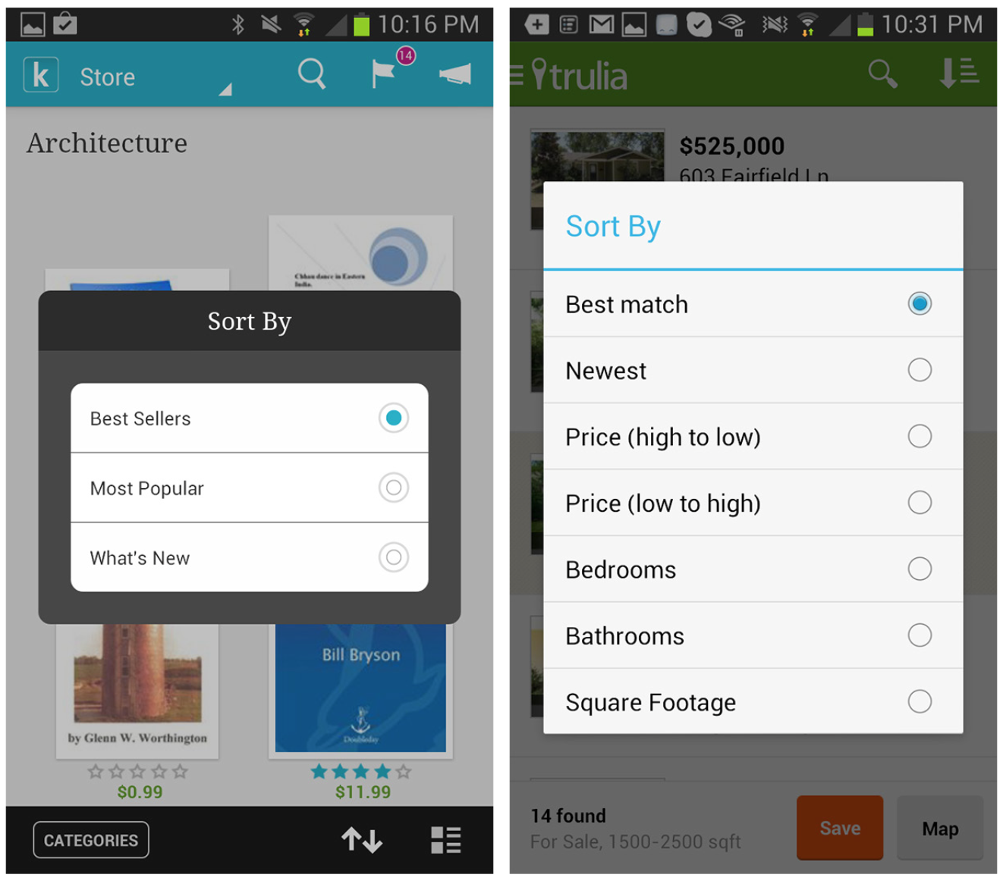 10:16 PM
k
Store
14
Architecture
Chhau dance in Eastern
India.
Sort By
Best Sellers
Most Popular
What's New
by Glenn W. Worthington
$0.99
Bill Bryson
Doubleday
$11.99
CATEGORIES
10:31 PM
trulia
$525,000
603 Fairfield Ln
Sort By
Best match
Newest
Price (high to low)
Price (low to high)
Bedrooms
Bathrooms
Square Footage
14 found
For Sale, 1500-2500 sqft
Save
Map